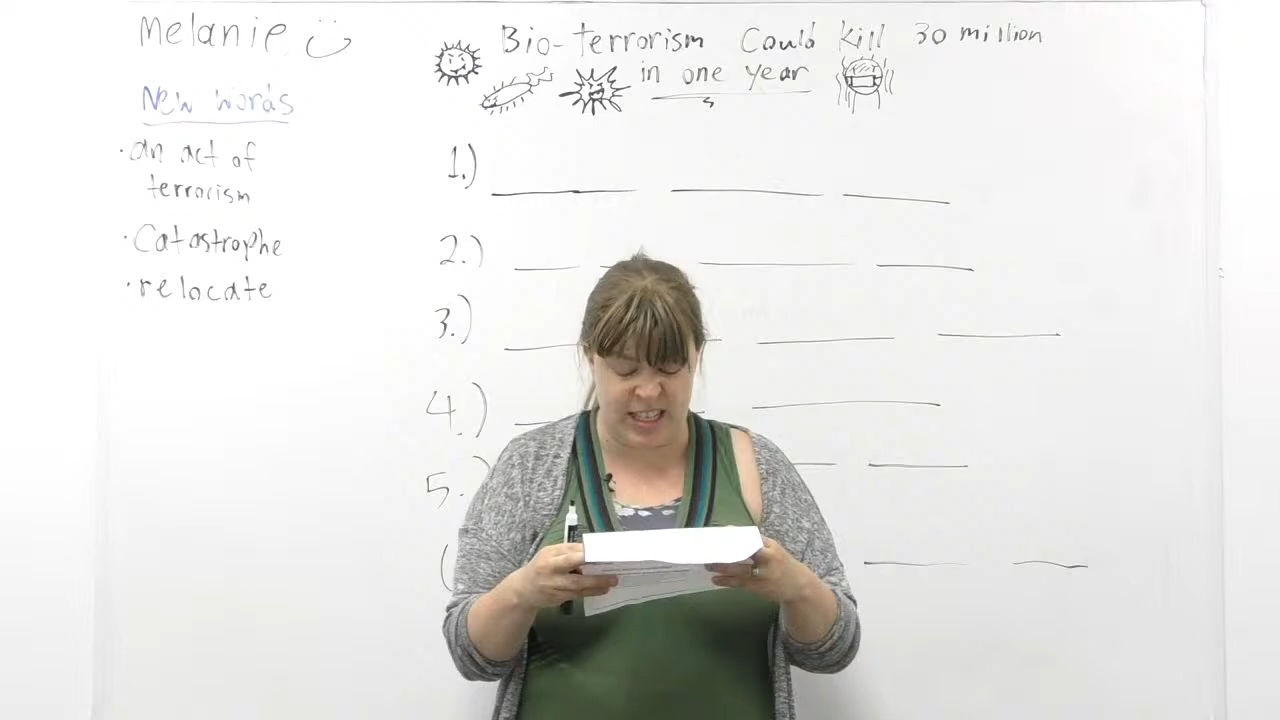 Melanie
New words
• an act of
terrorism
• Catastrophe
• relocate
Bio-terrorism Could Kill 30 million
in one year
1.)
2.)
3.)
4.)
5.